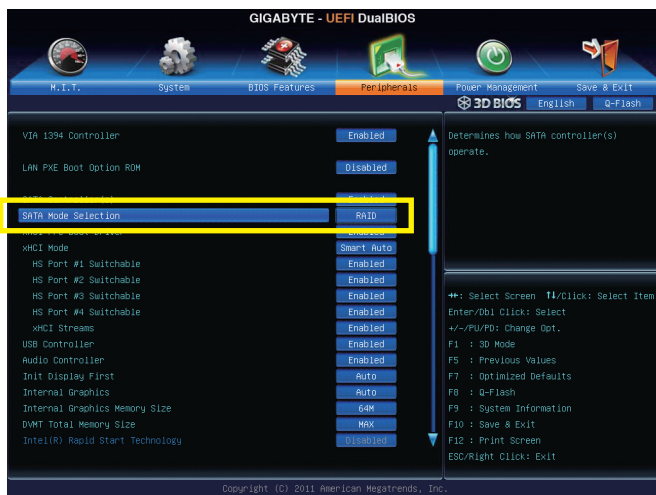 GIGABYTE - UEFI DualBIOS
M.I.T. System BIOS Features Peripherals Power Management Save & Exit
3D BIOS English Q-Flash
VIA 1394 Controller Enabled
LAN PXE Boot Option ROM Disabled
SATA Mode Selection RAID
xHCI Mode Smart Auto
HS Port #1 Switchable Enabled
HS Port #2 Switchable Enabled
HS Port #3 Switchable Enabled
HS Port #4 Switchable Enabled
xHCI Streams Enabled
USB Controller Enabled
Audio Controller Enabled
Init Display First Auto
Internal Graphics Auto
Internal Graphics Memory Size 64M
DVMT Total Memory Size MAX
Intel(R) Rapid Start Technology Disabled
Determines how SATA controller(s)
operate.
→←: Select Screen ↑↓/Click: Select Item
Enter/Dbl Click: Select
+/-/PU/PD: Change Opt.
F1 : 3D Mode
F5 : Previous Values
F7 : Optimized Defaults
F8 : Q-Flash
F9 : System Information
F10 : Save & Exit
F12 : Print Screen
ESC/Right Click: Exit
Copyright (C) 2011 American Megatrends, Inc.